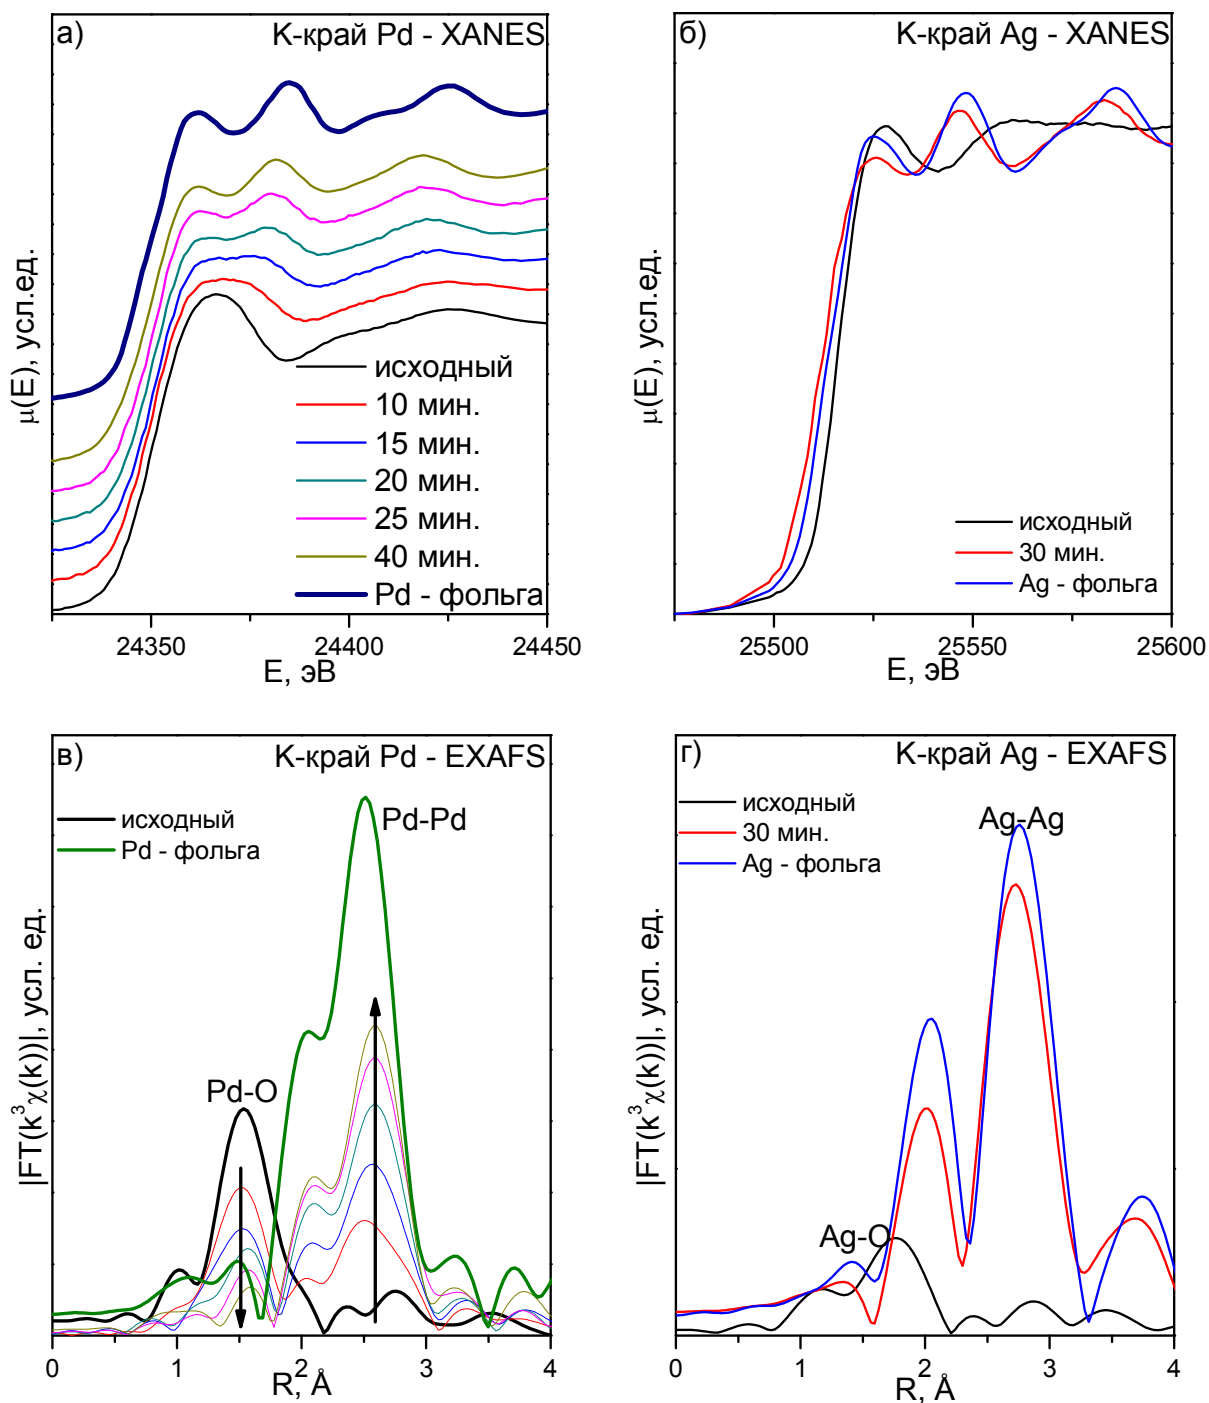 а)
К-край Pd - XANES
μ(E), усл.ед.
исходный
10 мин.
15 мин.
20 мин.
25 мин.
40 мин.
Pd - фольга
24350
24400
24450
E, эВ
б)
К-край Ag - XANES
μ(E), усл.ед.
исходный
30 мин.
Ag - фольга
25500
25550
25600
E, эВ
в)
К-край Pd - EXAFS
|FT(k³χ(k))|, усл. ед.
исходный
Pd - фольга
Pd-Pd
Pd-O
0
1
2
3
4
R, Å
г)
К-край Ag - EXAFS
|FT(k³χ(k))|, усл. ед.
исходный
30 мин.
Ag - фольга
Ag-Ag
Ag-O
0
1
2
3
4
R, Å